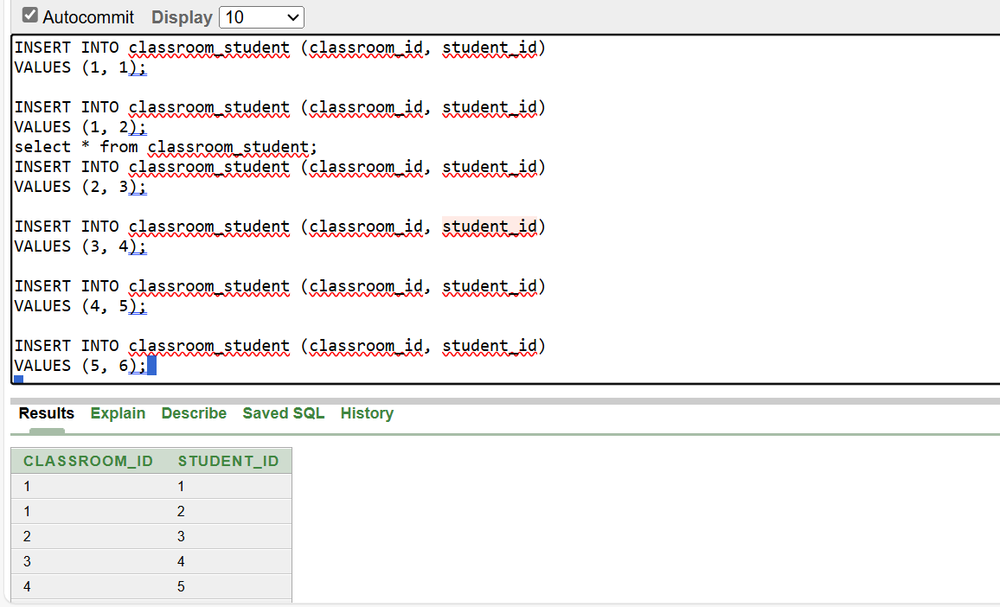 Autocommit Display 10
INSERT INTO classroom_student (classroom_id, student_id)
VALUES (1, 1);
INSERT INTO classroom_student (classroom_id, student_id)
VALUES (1, 2);
select * from classroom_student;
INSERT INTO classroom_student (classroom_id, student_id)
VALUES (2, 3);
INSERT INTO classroom_student (classroom_id, student_id)
VALUES (3, 4);
INSERT INTO classroom_student (classroom_id, student_id)
VALUES (4, 5);
INSERT INTO classroom_student (classroom_id, student_id)
VALUES (5, 6);
Results Explain Describe Saved SQL History
CLASSROOM_ID STUDENT_ID
1 1
1 2
2 3
3 4
4 5